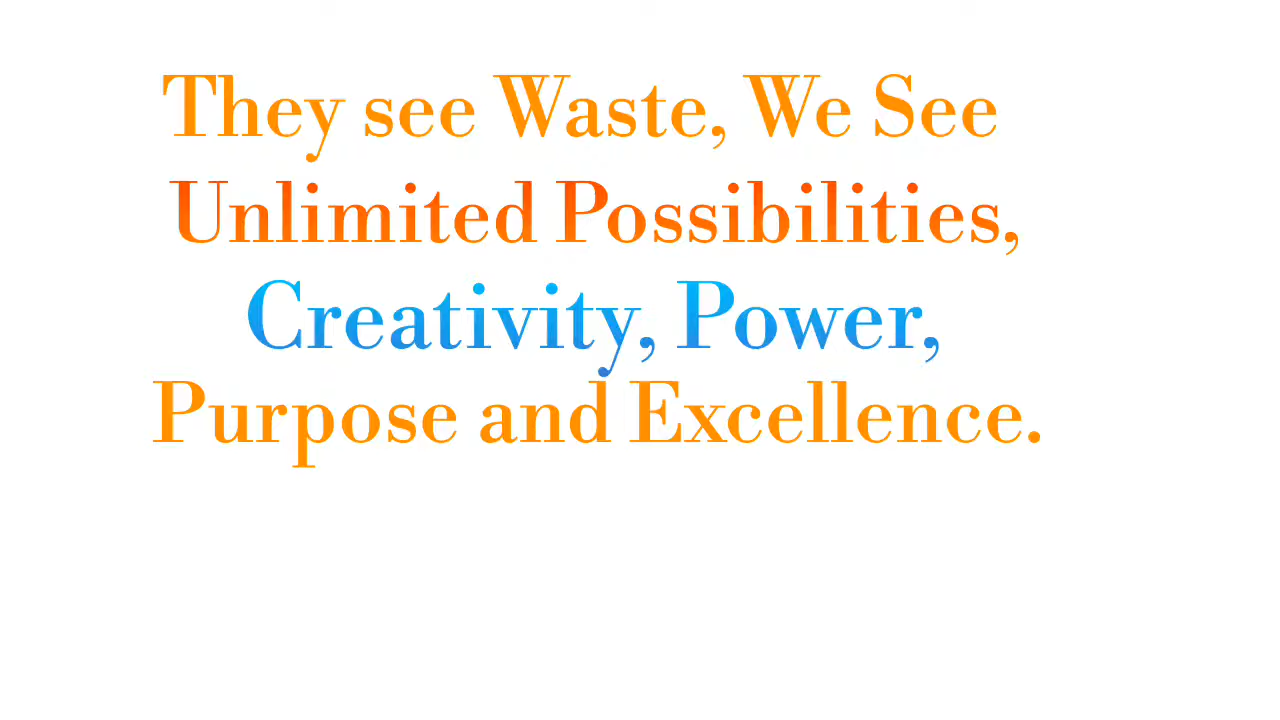 They see Waste, We See
Unlimited Possibilities,
Creativity, Power,
Purpose and Excellence.